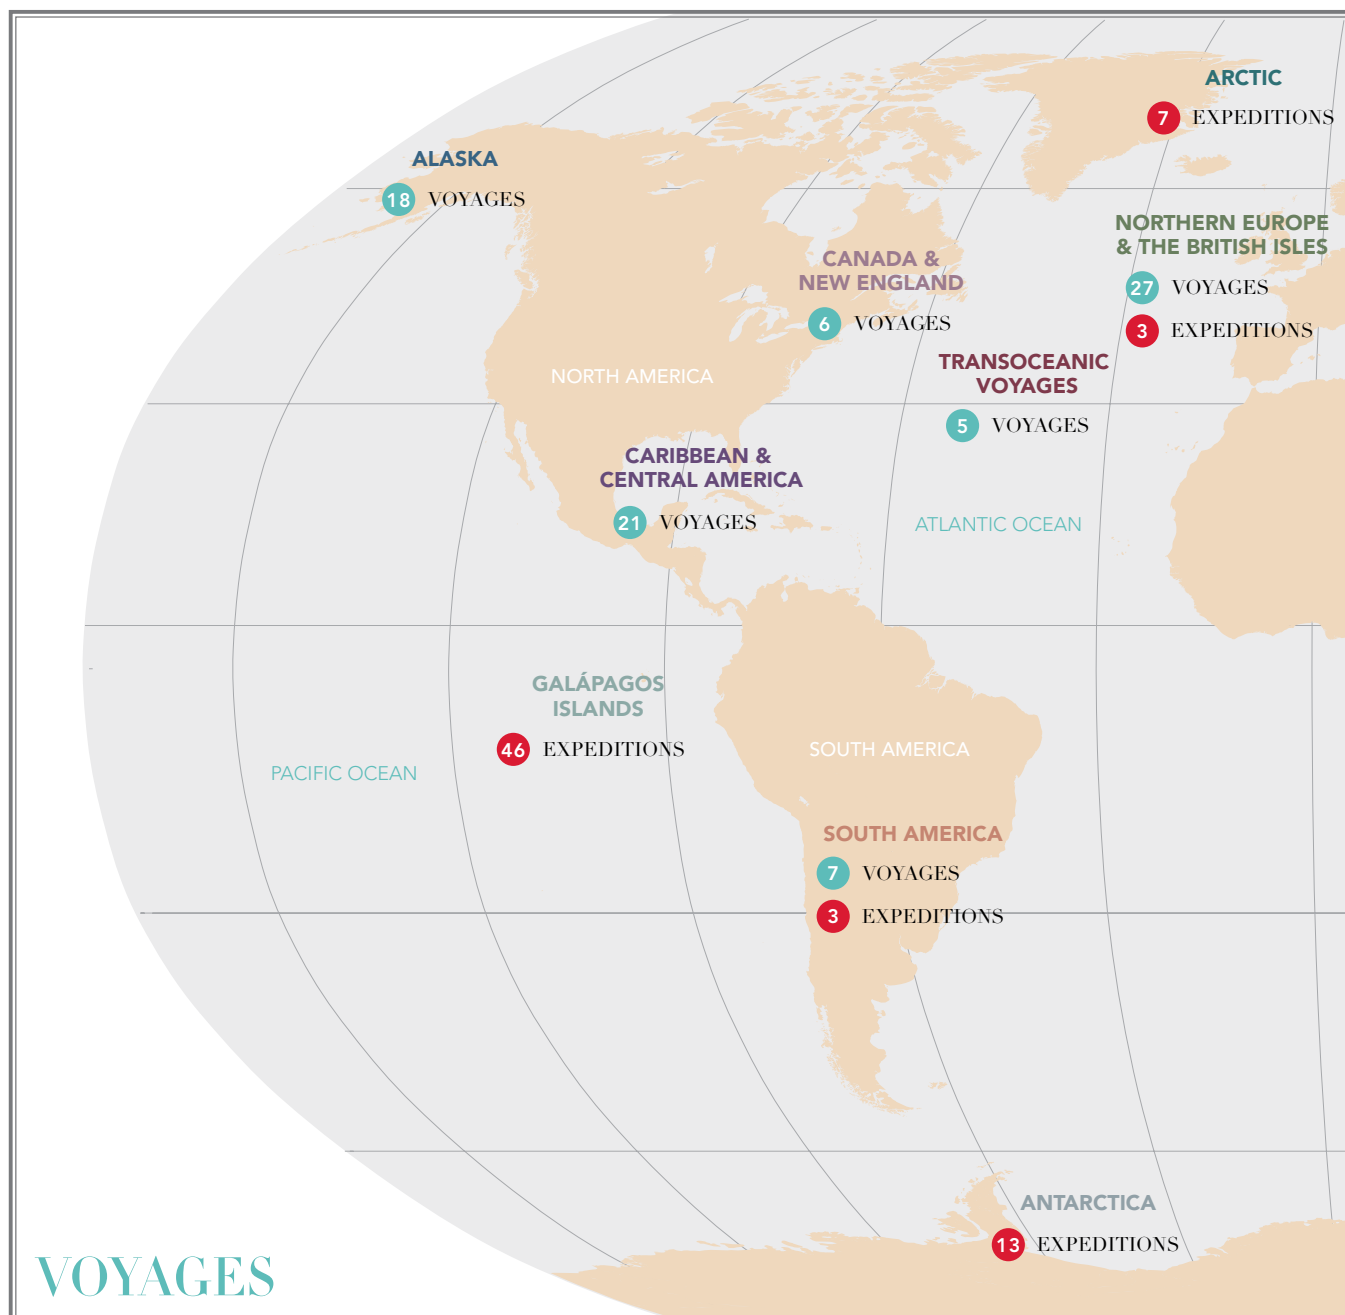 ARCTIC
7 EXPEDITIONS
ALASKA
18 VOYAGES
NORTHERN EUROPE
& THE BRITISH ISLES
27 VOYAGES
3 EXPEDITIONS
CANADA &
NEW ENGLAND
6 VOYAGES
TRANSOCEANIC
VOYAGES
5 VOYAGES
NORTH AMERICA
CARIBBEAN &
CENTRAL AMERICA
21 VOYAGES
ATLANTIC OCEAN
GALÁPAGOS
ISLANDS
46 EXPEDITIONS
PACIFIC OCEAN
SOUTH AMERICA
SOUTH AMERICA
7 VOYAGES
3 EXPEDITIONS
ANTARCTICA
13 EXPEDITIONS
VOYAGES